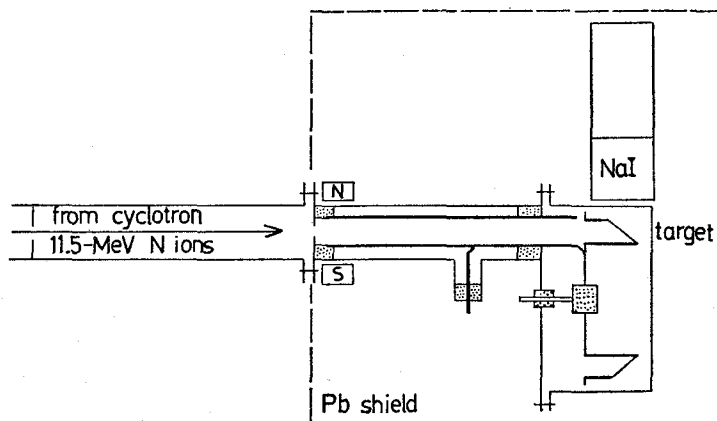 N
NaI
from cyclotron
11.5-MeV N ions
target
S
Pb shield